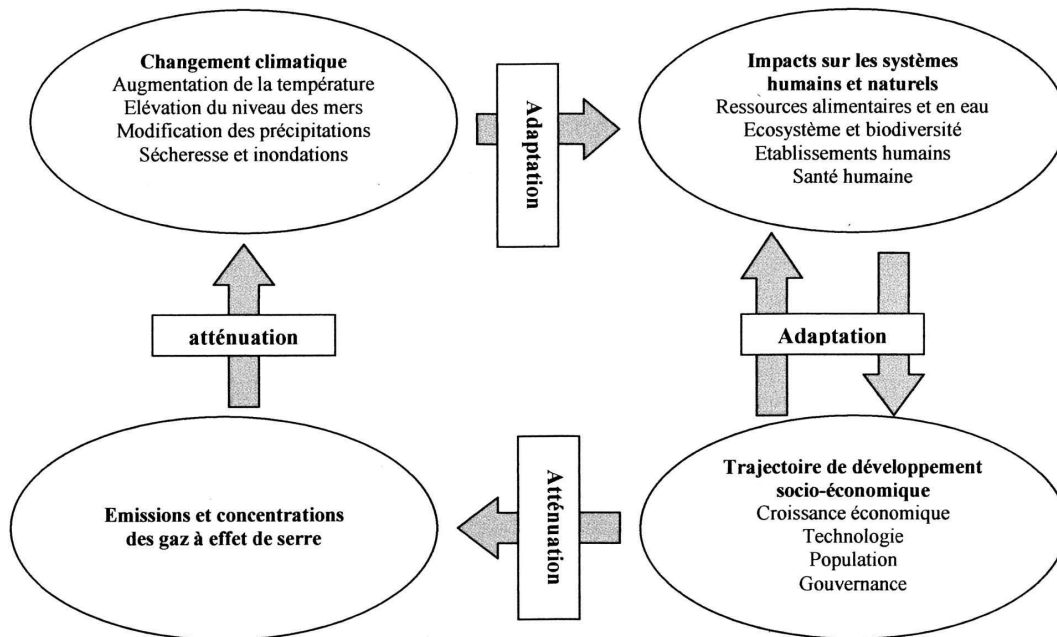 Changement climatique
Augmentation de la température
Elévation du niveau des mers
Modification des précipitations
Sécheresse et inondations
Adaptation
Impacts sur les systèmes
humains et naturels
Ressources alimentaires et en eau
Ecosystème et biodiversité
Etablissements humains
Santé humaine
atténuation
Adaptation
Emissions et concentrations
des gaz à effet de serre
Atténuation
Trajectoire de développement
socio-économique
Croissance économique
Technologie
Population
Gouvernance